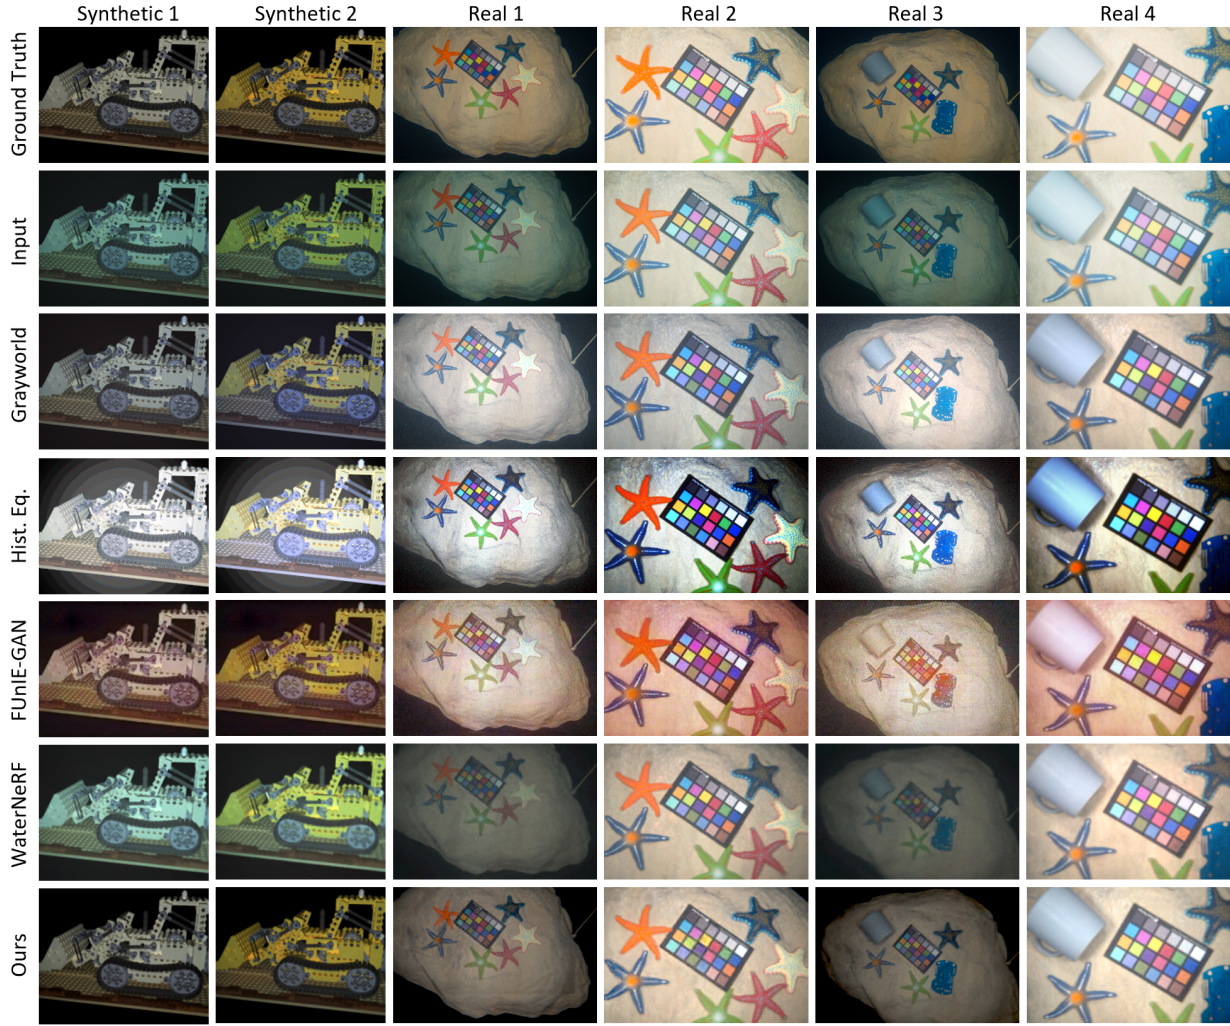 Synthetic 1 Synthetic 2 Real 1 Real 2 Real 3 Real 4
Ground Truth
Input
Grayworld
Hist. Eq.
FUnIE-GAN
WaterNeRF
Ours